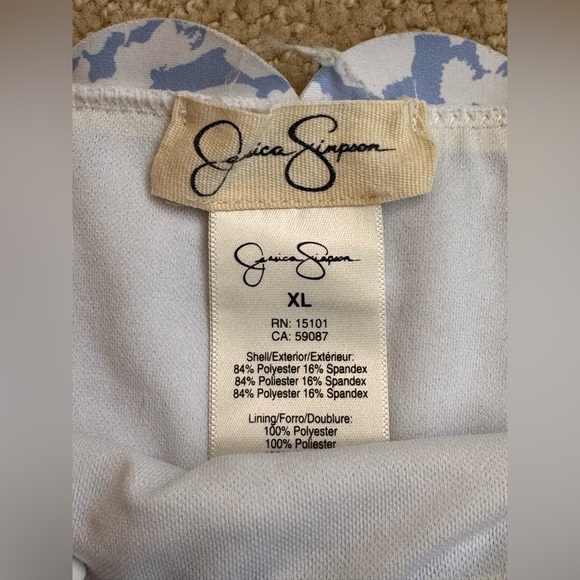 Jessica Simpson
Jessica Simpson
XL
RN: 15101
CA: 59087
Shell/Exterior/Extérieur:
84% Polyester 16% Spandex
84% Poliester 16% Spandex
84% Polyester 16% Spandex
Lining/Forro/Doublure:
100% Polyester
100% Poliester